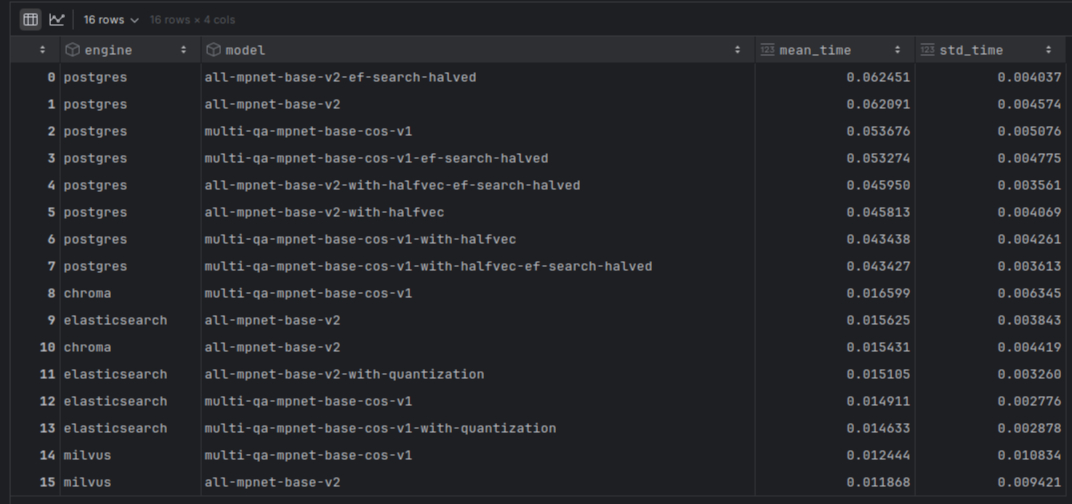 16 rows 16 rows × 4 cols
engine model mean_time std_time
0 postgres all-mpnet-base-v2-ef-search-halved 0.062451 0.004037
1 postgres all-mpnet-base-v2 0.062091 0.004574
2 postgres multi-qa-mpnet-base-cos-v1 0.053676 0.005076
3 postgres multi-qa-mpnet-base-cos-v1-ef-search-halved 0.053274 0.004775
4 postgres all-mpnet-base-v2-with-halfvec-ef-search-halved 0.045950 0.003561
5 postgres all-mpnet-base-v2-with-halfvec 0.045813 0.004069
6 postgres multi-qa-mpnet-base-cos-v1-with-halfvec 0.043438 0.004261
7 postgres multi-qa-mpnet-base-cos-v1-with-halfvec-ef-search-halved 0.043427 0.003613
8 chroma multi-qa-mpnet-base-cos-v1 0.016599 0.006345
9 elasticsearch all-mpnet-base-v2 0.015625 0.003843
10 chroma all-mpnet-base-v2 0.015431 0.004419
11 elasticsearch all-mpnet-base-v2-with-quantization 0.015105 0.003260
12 elasticsearch multi-qa-mpnet-base-cos-v1 0.014911 0.002776
13 elasticsearch multi-qa-mpnet-base-cos-v1-with-quantization 0.014633 0.002878
14 milvus multi-qa-mpnet-base-cos-v1 0.012444 0.010834
15 milvus all-mpnet-base-v2 0.011868 0.009421